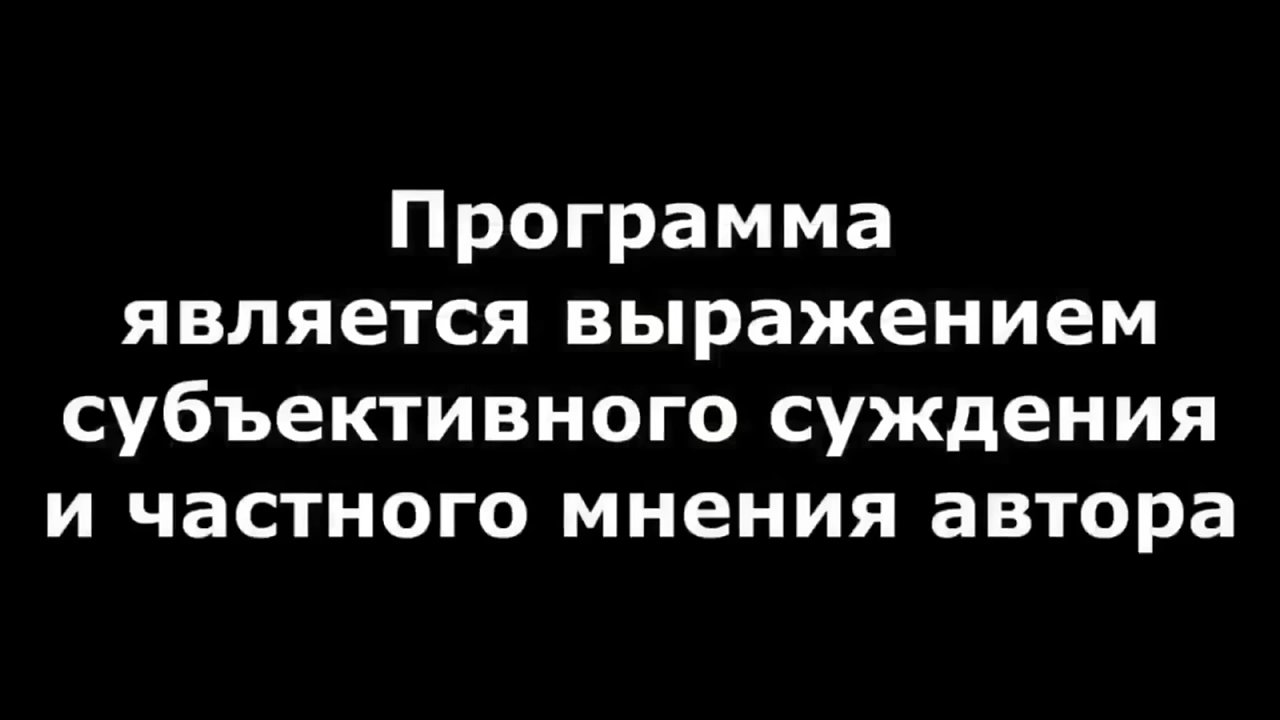 Программа
является выражением
субъективного суждения
и частного мнения автора